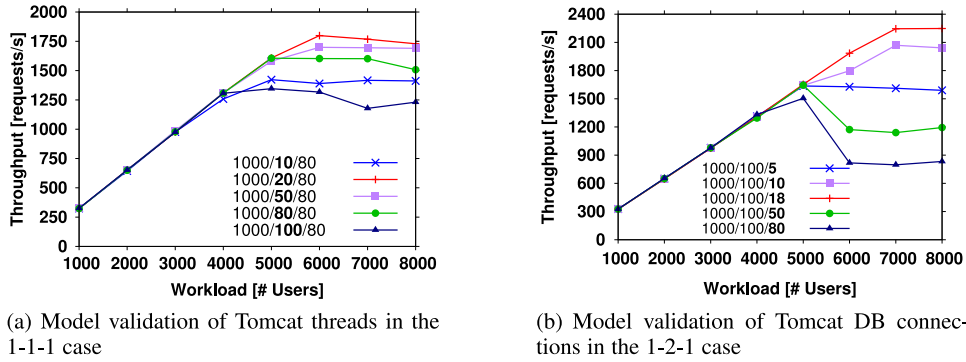 Throughput [requests/s]
2000
1750
1500
1250
1000
750
500
250
0
1000/10/80
1000/20/80
1000/50/80
1000/80/80
1000/100/80
1000 2000 3000 4000 5000 6000 7000 8000
Workload [# Users]
(a) Model validation of Tomcat threads in the
1-1-1 case
Throughput [requests/s]
2400
2100
1800
1500
1200
900
600
300
0
1000/100/5
1000/100/10
1000/100/18
1000/100/50
1000/100/80
1000 2000 3000 4000 5000 6000 7000 8000
Workload [# Users]
(b) Model validation of Tomcat DB connec-
tions in the 1-2-1 case